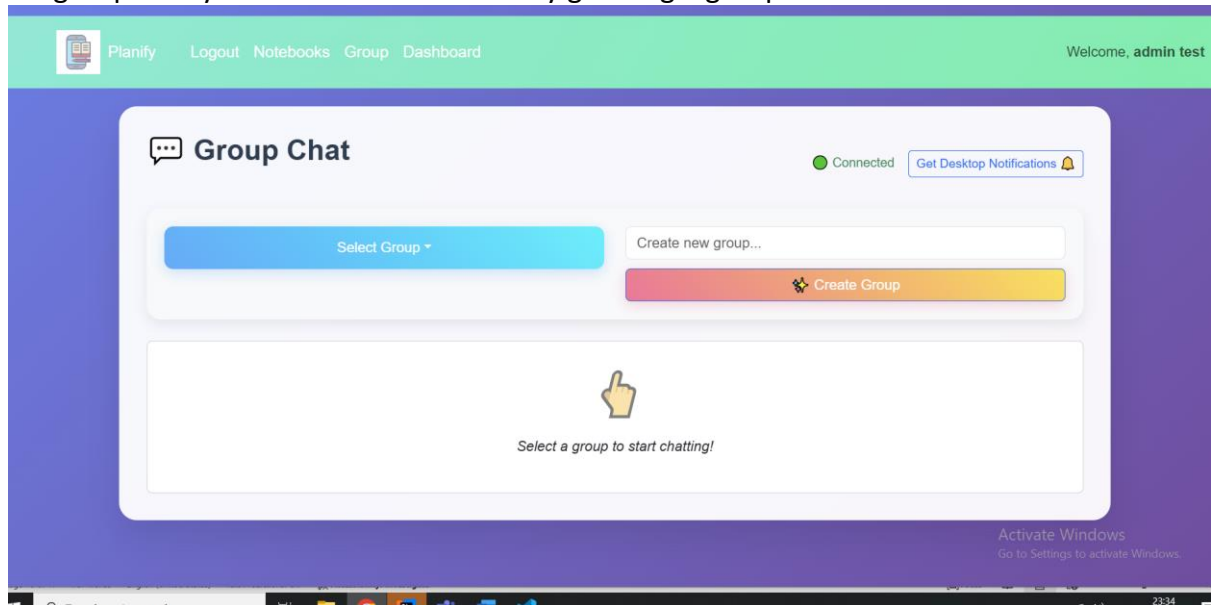 Planify Logout Notebooks Group Dashboard Welcome, admin test
Group Chat
Connected Get Desktop Notifications
Select Group
Create new group...
Create Group
Select a group to start chatting!
Activate Windows
Go to Settings to activate Windows.
23:34